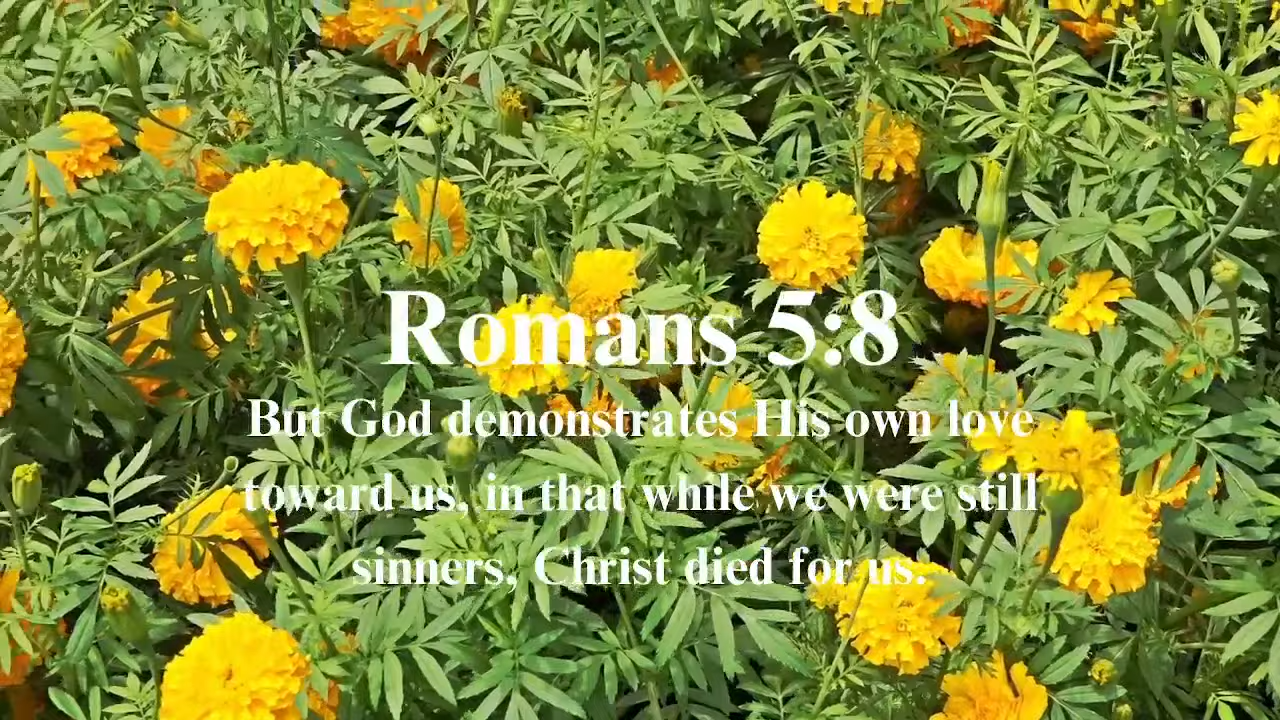 Romans 5:8
But God demonstrates His own love
toward us, in that while we were still
sinners, Christ died for us.